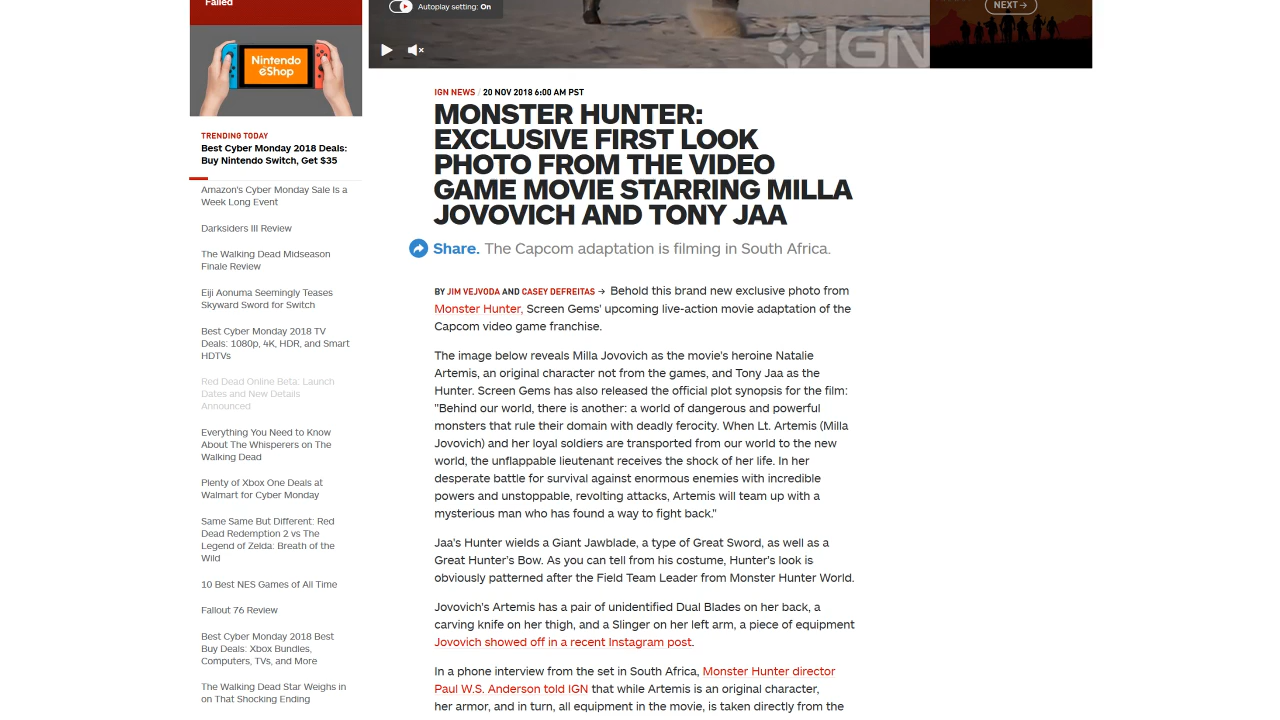 Failed
Autoplay setting: On
NEXT→
IGN
Nintendo
eShop
TRENDING TODAY
Best Cyber Monday 2018 Deals:
Buy Nintendo Switch, Get $35
Amazon's Cyber Monday Sale Is a
Week Long Event
Darksiders III Review
The Walking Dead Midseason
Finale Review
Eiji Aonuma Seemingly Teases
Skyward Sword for Switch
Best Cyber Monday 2018 TV
Deals: 1080p, 4K, HDR, and Smart
HDTVs
Red Dead Online Beta: Launch
Dates and New Details
Announced
Everything You Need to Know
About The Whisperers on The
Walking Dead
Plenty of Xbox One Deals at
Walmart for Cyber Monday
Same Same But Different: Red
Dead Redemption 2 vs The
Legend of Zelda: Breath of the
Wild
10 Best NES Games of All Time
Fallout 76 Review
Best Cyber Monday 2018 Best
Buy Deals: Xbox Bundles,
Computers, TVs, and More
The Walking Dead Star Weighs in
on That Shocking Ending
IGN NEWS / 20 NOV 2018 6:00 AM PST
MONSTER HUNTER:
EXCLUSIVE FIRST LOOK
PHOTO FROM THE VIDEO
GAME MOVIE STARRING MILLA
JOVOVICH AND TONY JAA
Share. The Capcom adaptation is filming in South Africa.
BY JIM VEJVODA AND CASEY DEFREITAS → Behold this brand new exclusive photo from
Monster Hunter, Screen Gems' upcoming live-action movie adaptation of the
Capcom video game franchise.
The image below reveals Milla Jovovich as the movie's heroine Natalie
Artemis, an original character not from the games, and Tony Jaa as the
Hunter. Screen Gems has also released the official plot synopsis for the film:
"Behind our world, there is another: a world of dangerous and powerful
monsters that rule their domain with deadly ferocity. When Lt. Artemis (Milla
Jovovich) and her loyal soldiers are transported from our world to the new
world, the unflappable lieutenant receives the shock of her life. In her
desperate battle for survival against enormous enemies with incredible
powers and unstoppable, revolting attacks, Artemis will team up with a
mysterious man who has found a way to fight back."
Jaa's Hunter wields a Giant Jawblade, a type of Great Sword, as well as a
Great Hunter's Bow. As you can tell from his costume, Hunter's look is
obviously patterned after the Field Team Leader from Monster Hunter World.
Jovovich's Artemis has a pair of unidentified Dual Blades on her back, a
carving knife on her thigh, and a Slinger on her left arm, a piece of equipment
Jovovich showed off in a recent Instagram post.
In a phone interview from the set in South Africa, Monster Hunter director
Paul W.S. Anderson told IGN that while Artemis is an original character,
her armor, and in turn, all equipment in the movie, is taken directly from the